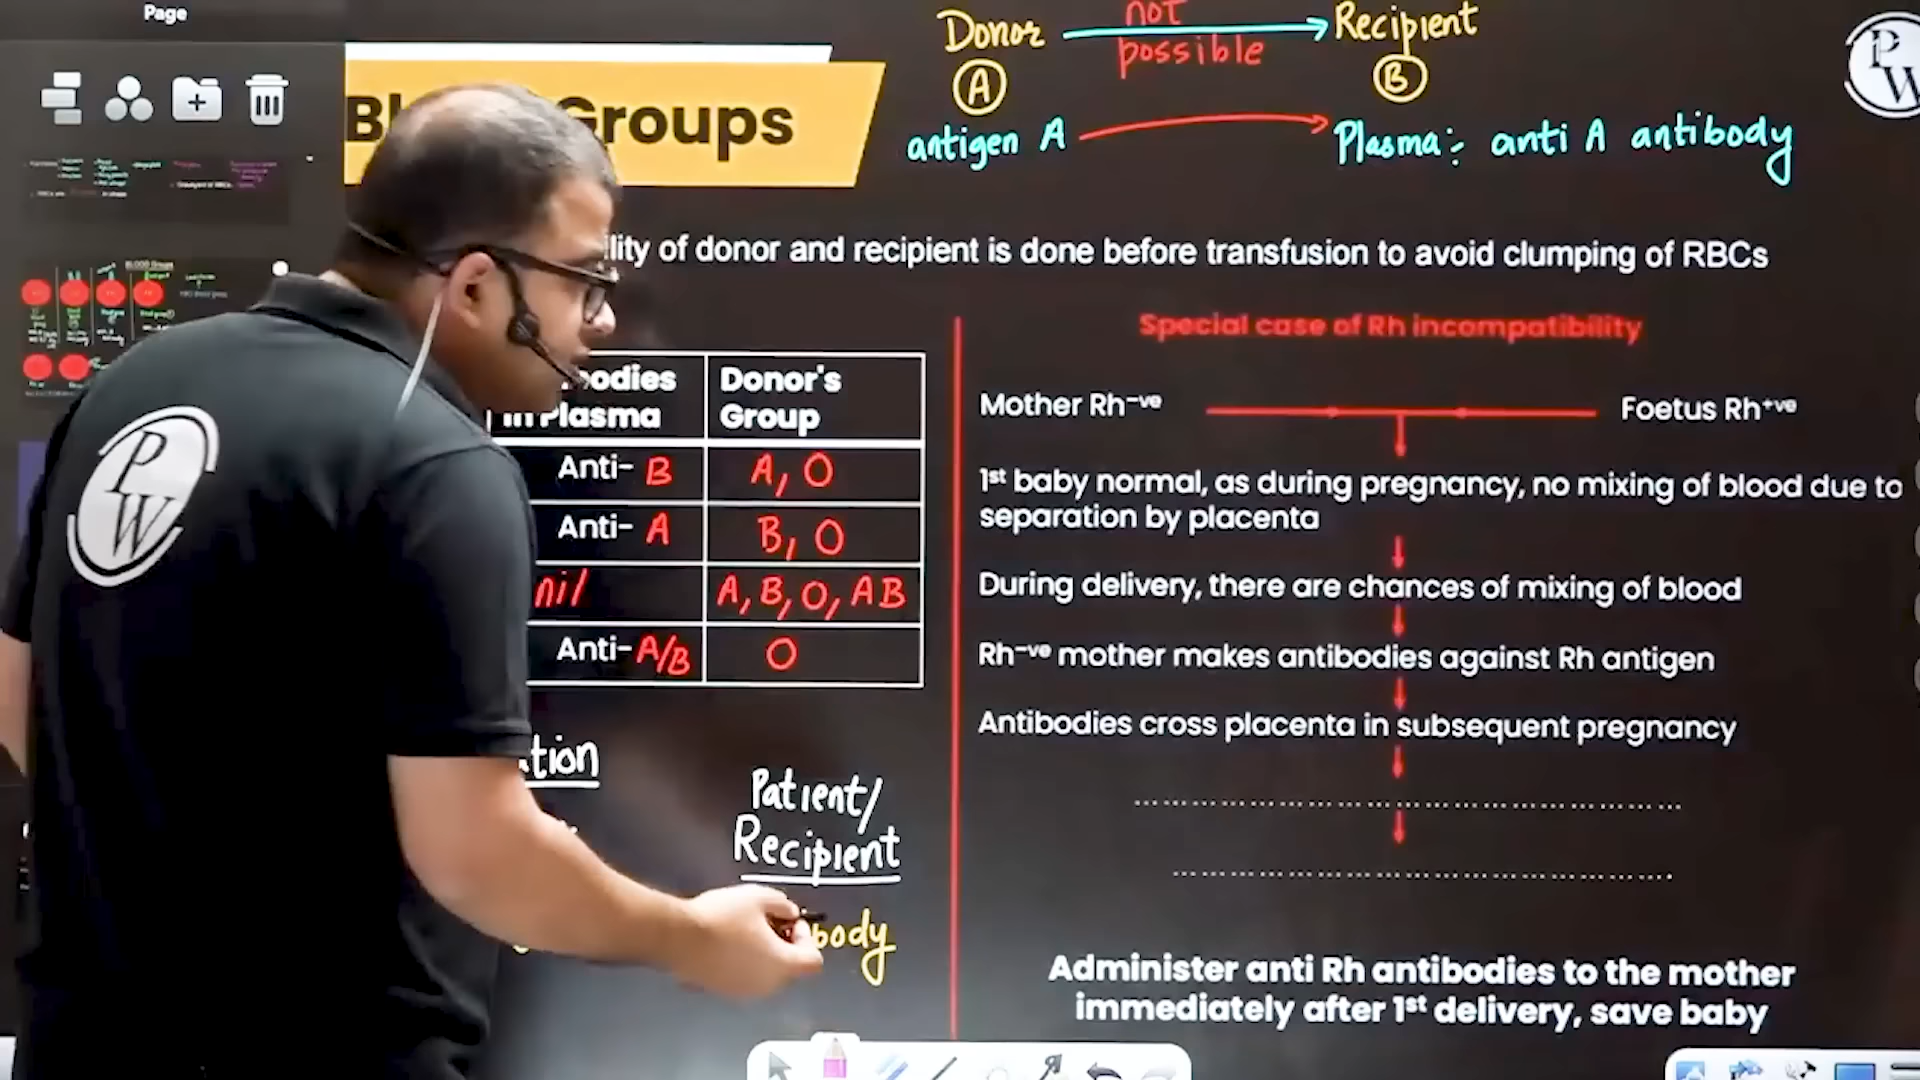 Page
Donor not possible Recipient
A B
antigen A Plasma: anti A antibody
Groups
of donor and recipient is done before transfusion to avoid clumping of RBCs
Plasma
Donor's
Group
Anti- B A, O
Anti- A B, O
nil A, B, O, AB
Anti- A/B O
Patient/
Recipient
Special case of Rh incompatibility
Mother Rh-ve Foetus Rh+ve
1st baby normal, as during pregnancy, no mixing of blood due to
separation by placenta
During delivery, there are chances of mixing of blood
Rh-ve mother makes antibodies against Rh antigen
Antibodies cross placenta in subsequent pregnancy
Administer anti Rh antibodies to the mother
immediately after 1st delivery, save baby
PW
PW